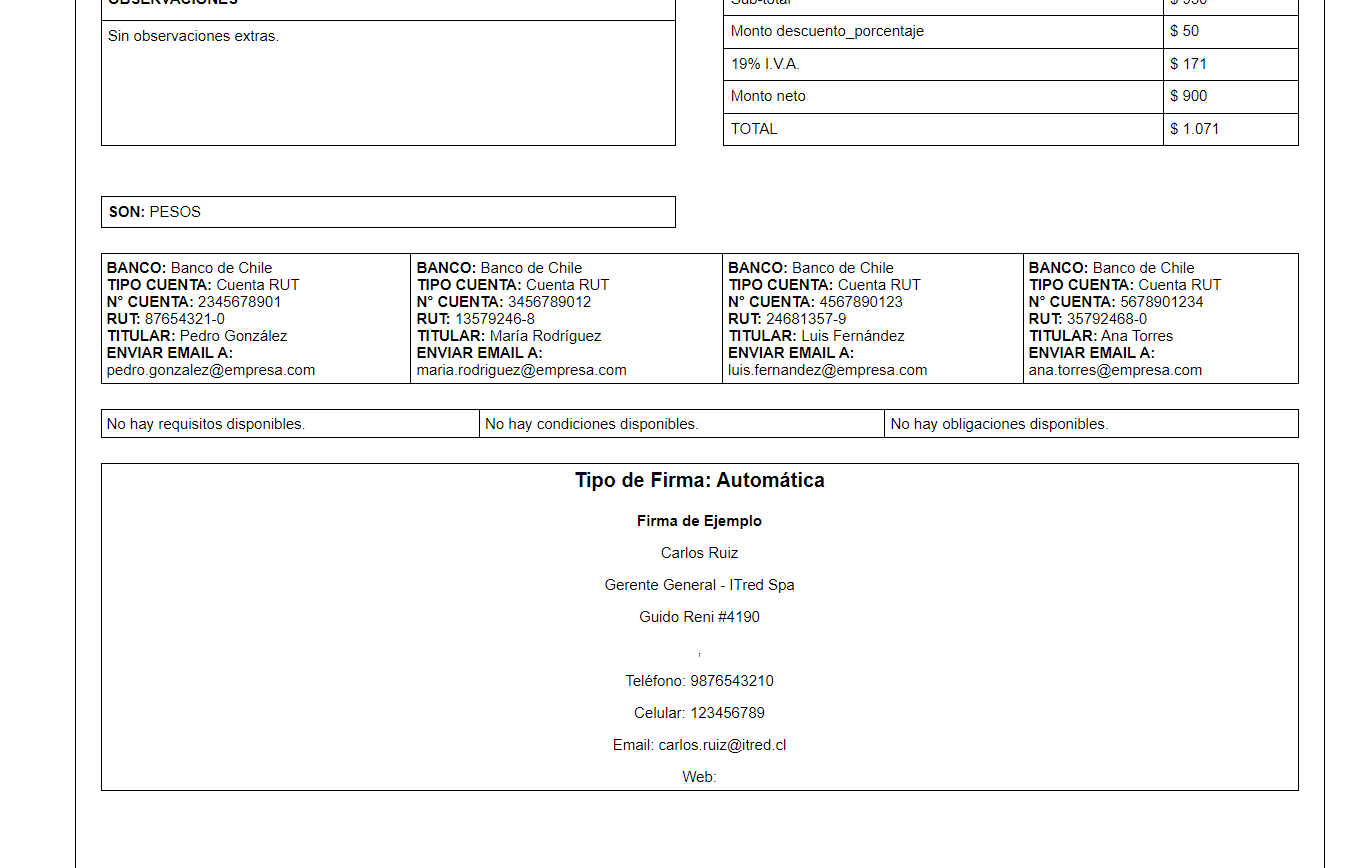 OBSERVACIONES
Sin observaciones extras.
Sub-total $ 950
Monto descuento_porcentaje $ 50
19% I.V.A. $ 171
Monto neto $ 900
TOTAL $ 1.071
SON: PESOS
BANCO: Banco de Chile
TIPO CUENTA: Cuenta RUT
N° CUENTA: 2345678901
RUT: 87654321-0
TITULAR: Pedro González
ENVIAR EMAIL A:
pedro.gonzalez@empresa.com
BANCO: Banco de Chile
TIPO CUENTA: Cuenta RUT
N° CUENTA: 3456789012
RUT: 13579246-8
TITULAR: María Rodríguez
ENVIAR EMAIL A:
maria.rodriguez@empresa.com
BANCO: Banco de Chile
TIPO CUENTA: Cuenta RUT
N° CUENTA: 4567890123
RUT: 24681357-9
TITULAR: Luis Fernández
ENVIAR EMAIL A:
luis.fernandez@empresa.com
BANCO: Banco de Chile
TIPO CUENTA: Cuenta RUT
N° CUENTA: 5678901234
RUT: 35792468-0
TITULAR: Ana Torres
ENVIAR EMAIL A:
ana.torres@empresa.com
No hay requisitos disponibles.
No hay condiciones disponibles.
No hay obligaciones disponibles.
Tipo de Firma: Automática
Firma de Ejemplo
Carlos Ruiz
Gerente General - ITred Spa
Guido Reni #4190
,
Teléfono: 9876543210
Celular: 123456789
Email: carlos.ruiz@itred.cl
Web: